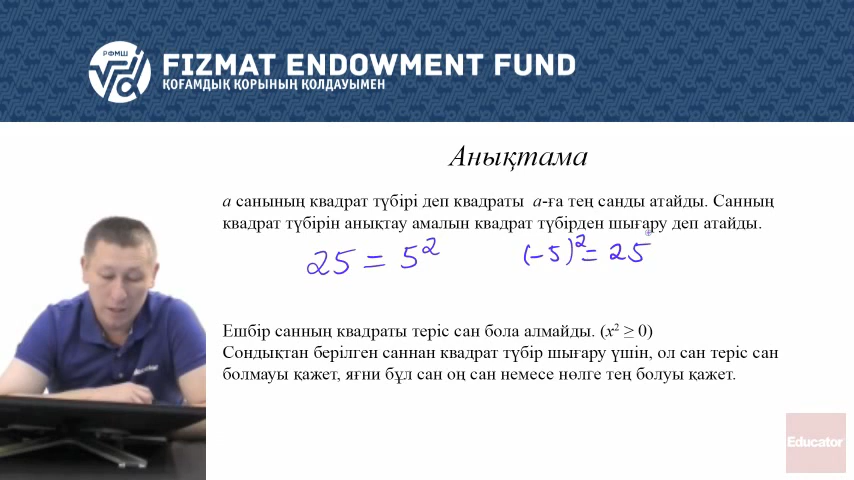 РФМШ
FIZMAT ENDOWMENT FUND
ҚОҒАМДЫҚ ҚОРЫНЫҢ ҚОЛДАУЫМЕН
Анықтама
a санының квадрат түбірі деп квадраты a-ға тең санды атайды. Санның
квадрат түбірін анықтау амалын квадрат түбірден шығару деп атайды.
25 = 5² (-5)² = 25
Ешбір санның квадраты теріс сан бола алмайды. (x² ≥ 0)
Сондықтан берілген саннан квадрат түбір шығару үшін, ол сан теріс сан
болмауы қажет, яғни бұл сан оң сан немесе нөлге тең болуы қажет.
Educator